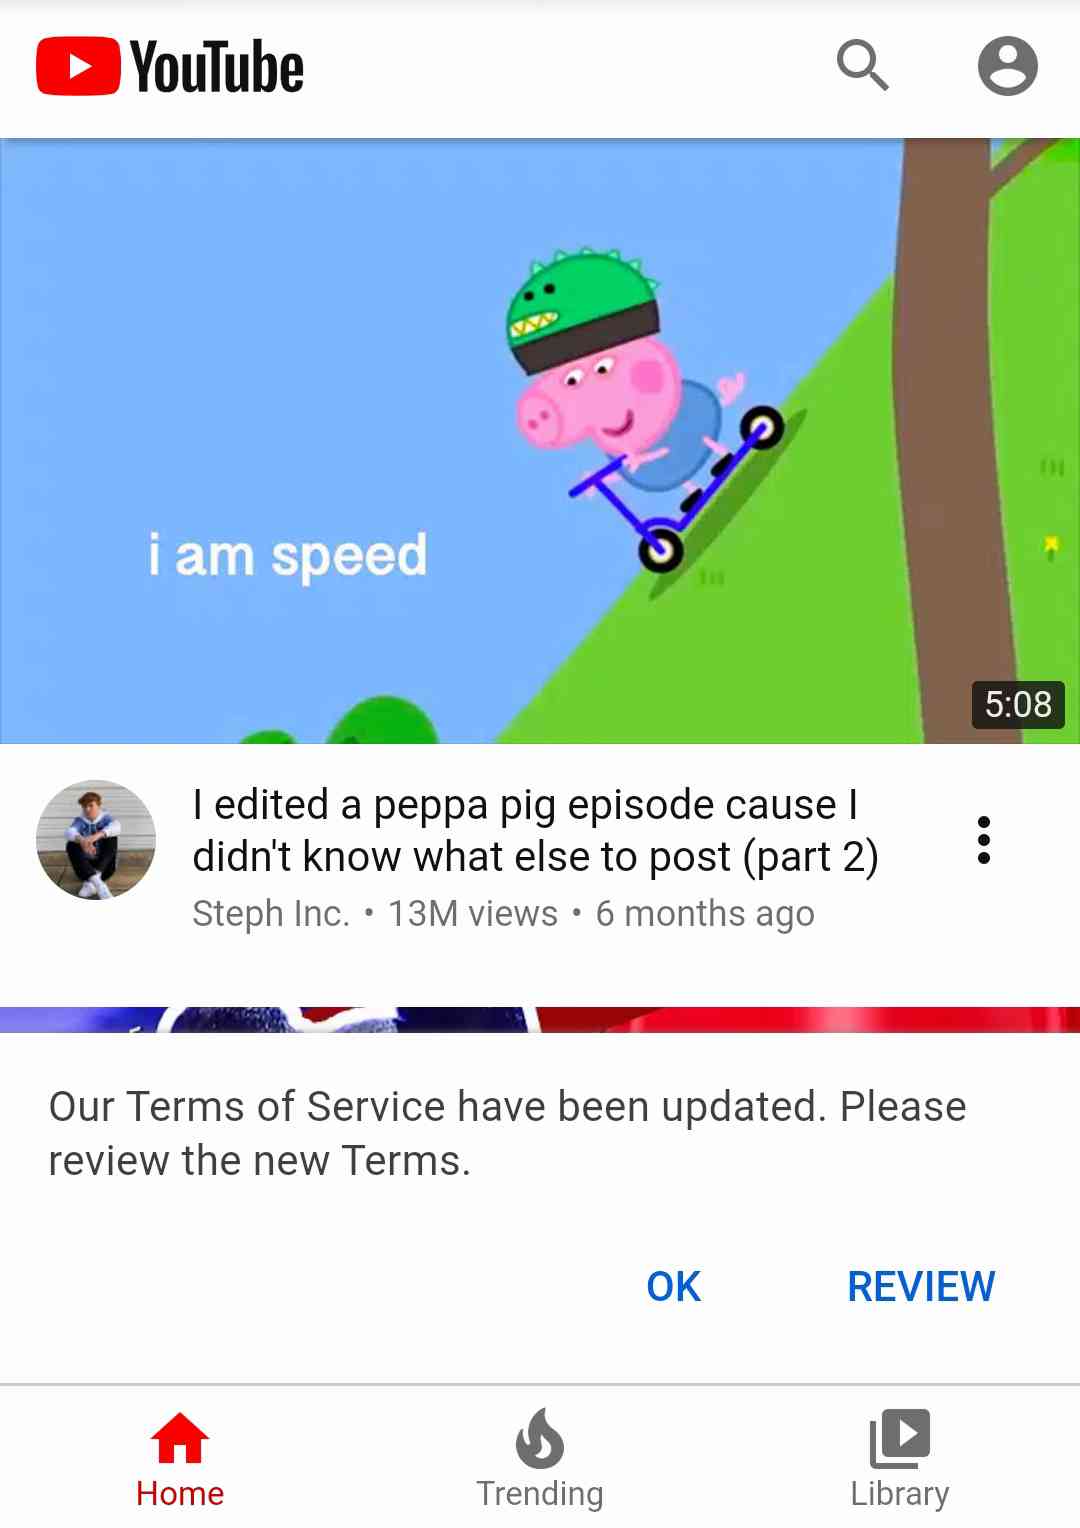 YouTube
i am speed
5:08
I edited a peppa pig episode cause I
didn't know what else to post (part 2)
Steph Inc. • 13M views • 6 months ago
Our Terms of Service have been updated. Please
review the new Terms.
OK REVIEW
Home Trending Library